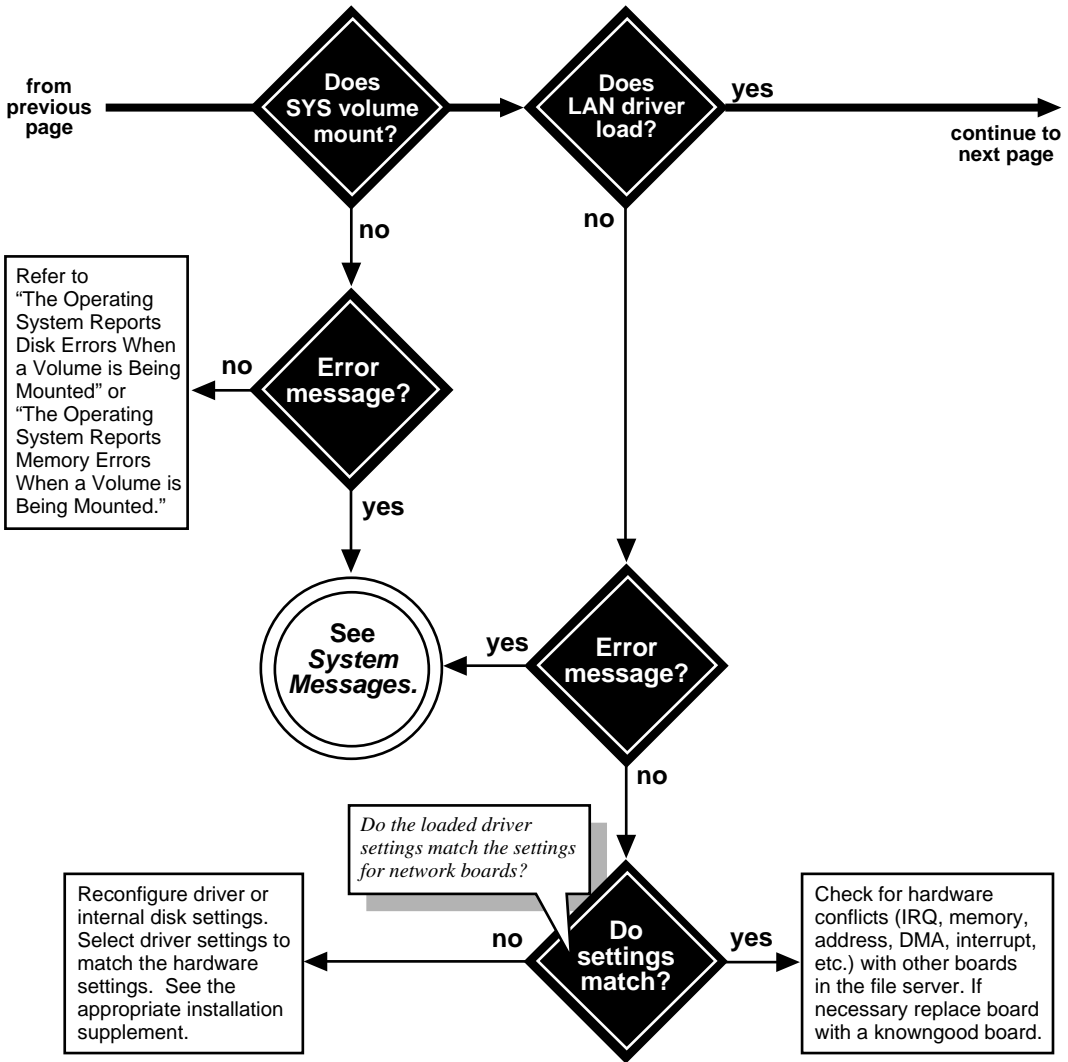 from
previous
page
Does
SYS volume
mount?
Does
LAN driver
load?
yes
continue to
next page
no
no
Refer to
“The Operating
System Reports
Disk Errors When
a Volume is Being
Mounted” or
“The Operating
System Reports
Memory Errors
When a Volume is
Being Mounted.”
no
Error
message?
yes
See
System
Messages.
yes
Error
message?
no
Do the loaded driver
settings match the settings
for network boards?
Reconfigure driver or
internal disk settings.
Select driver settings to
match the hardware
settings.  See the
appropriate installation
supplement.
no
Do
settings
match?
yes
Check for hardware
conflicts (IRQ, memory,
address, DMA, interrupt,
etc.) with other boards
in the file server. If
necessary replace board
with a knowngood board.